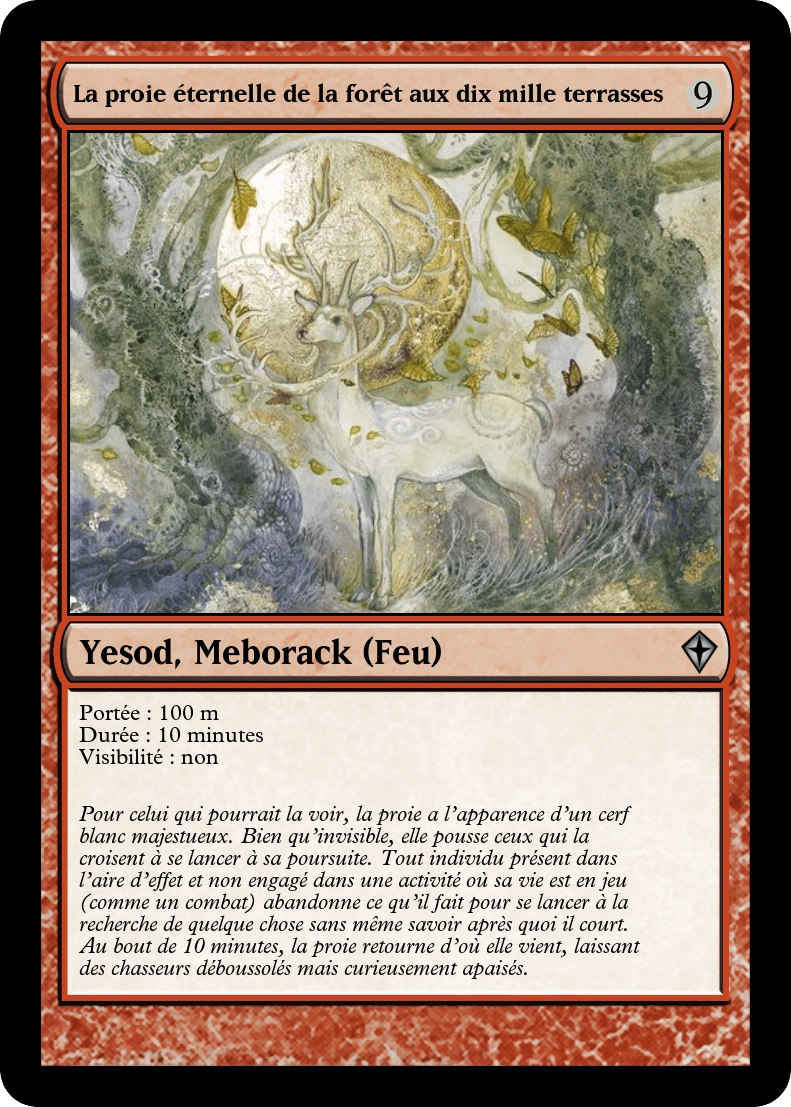 La proie éternelle de la forêt aux dix mille terrasses 9
Yesod, Meborack (Feu)
Portée : 100 m
Durée : 10 minutes
Visibilité : non
Pour celui qui pourrait la voir, la proie a l'apparence d'un cerf
blanc majestueux. Bien qu'invisible, elle pousse ceux qui la
croisent à se lancer à sa poursuite. Tout individu présent dans
l'aire d'effet et non engagé dans une activité où sa vie est en jeu
(comme un combat) abandonne ce qu'il fait pour se lancer à la
recherche de quelque chose sans même savoir après quoi il court.
Au bout de 10 minutes, la proie retourne d'où elle vient, laissant
des chasseurs déboussolés mais curieusement apaisés.